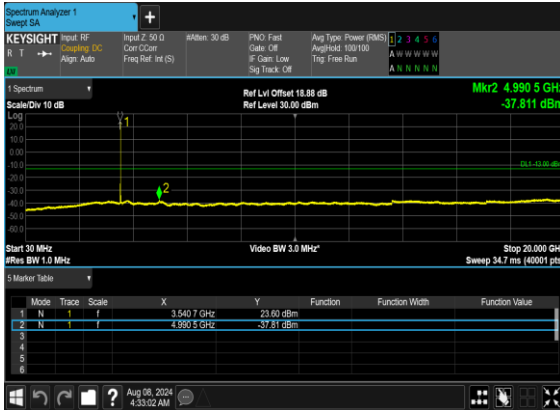 Spectrum Analyzer 1
Swept SA
+
KEYSIGHT Input: RF Input Z: 50 Ω #Atten: 30 dB PNO: Fast Avg Type: Power (RMS) 1 2 3 4 5 6
R T Coupling: DC Corr CCorr Gate: Off Avg|Hold: 100/100 A W W W W W
Align: Auto Freq Ref: Int (S) IF Gain: Low Trig: Free Run
Sig Track: Off A N N N N N
1 Spectrum
Ref Lvl Offset 18.88 dB Mkr2 4.990 5 GHz
Scale/Div 10 dB Ref Level 30.00 dBm -37.811 dBm
Log
1
20.0
10.0
0.00
-10.0
DL1 -13.00 dBm
-20.0
-30.0
2
-40.0
-50.0
-60.0
Start 30 MHz Video BW 3.0 MHz* Stop 20.000 GHz
#Res BW 1.0 MHz Sweep 34.7 ms (40001 pts)
5 Marker Table
Mode Trace Scale X Y Function Function Width Function Value
1 N 1 f 3.540 7 GHz 23.60 dBm
2 N 1 f 4.990 5 GHz -37.81 dBm
3
4
5
6
? Aug 08, 2024
4:33:02 AM